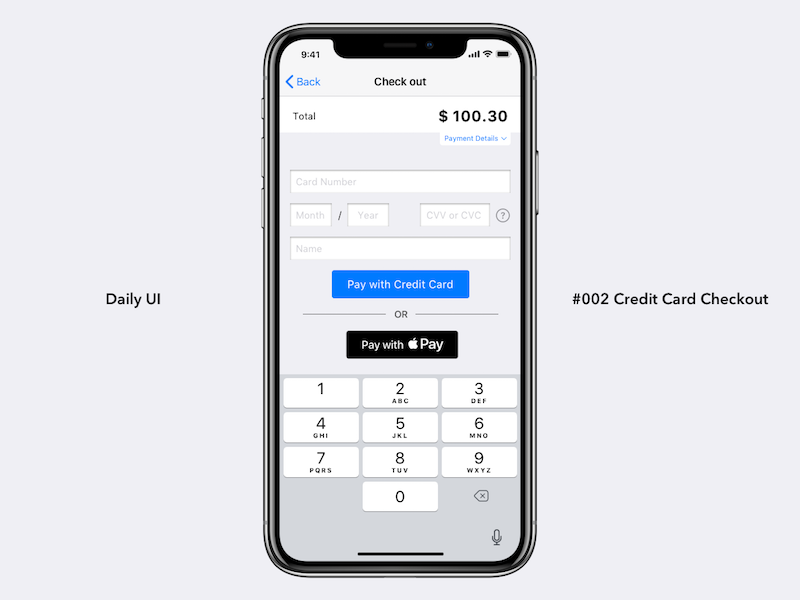 9:41
Back
Check out
Total
$ 100.30
Payment Details
Card Number
Month / Year
CVV or CVC
?
Name
Pay with Credit Card
OR
Pay with Pay
Daily UI
#002 Credit Card Checkout
1
2
ABC
3
DEF
4
GHI
5
JKL
6
MNO
7
PQRS
8
TUV
9
WXYZ
0